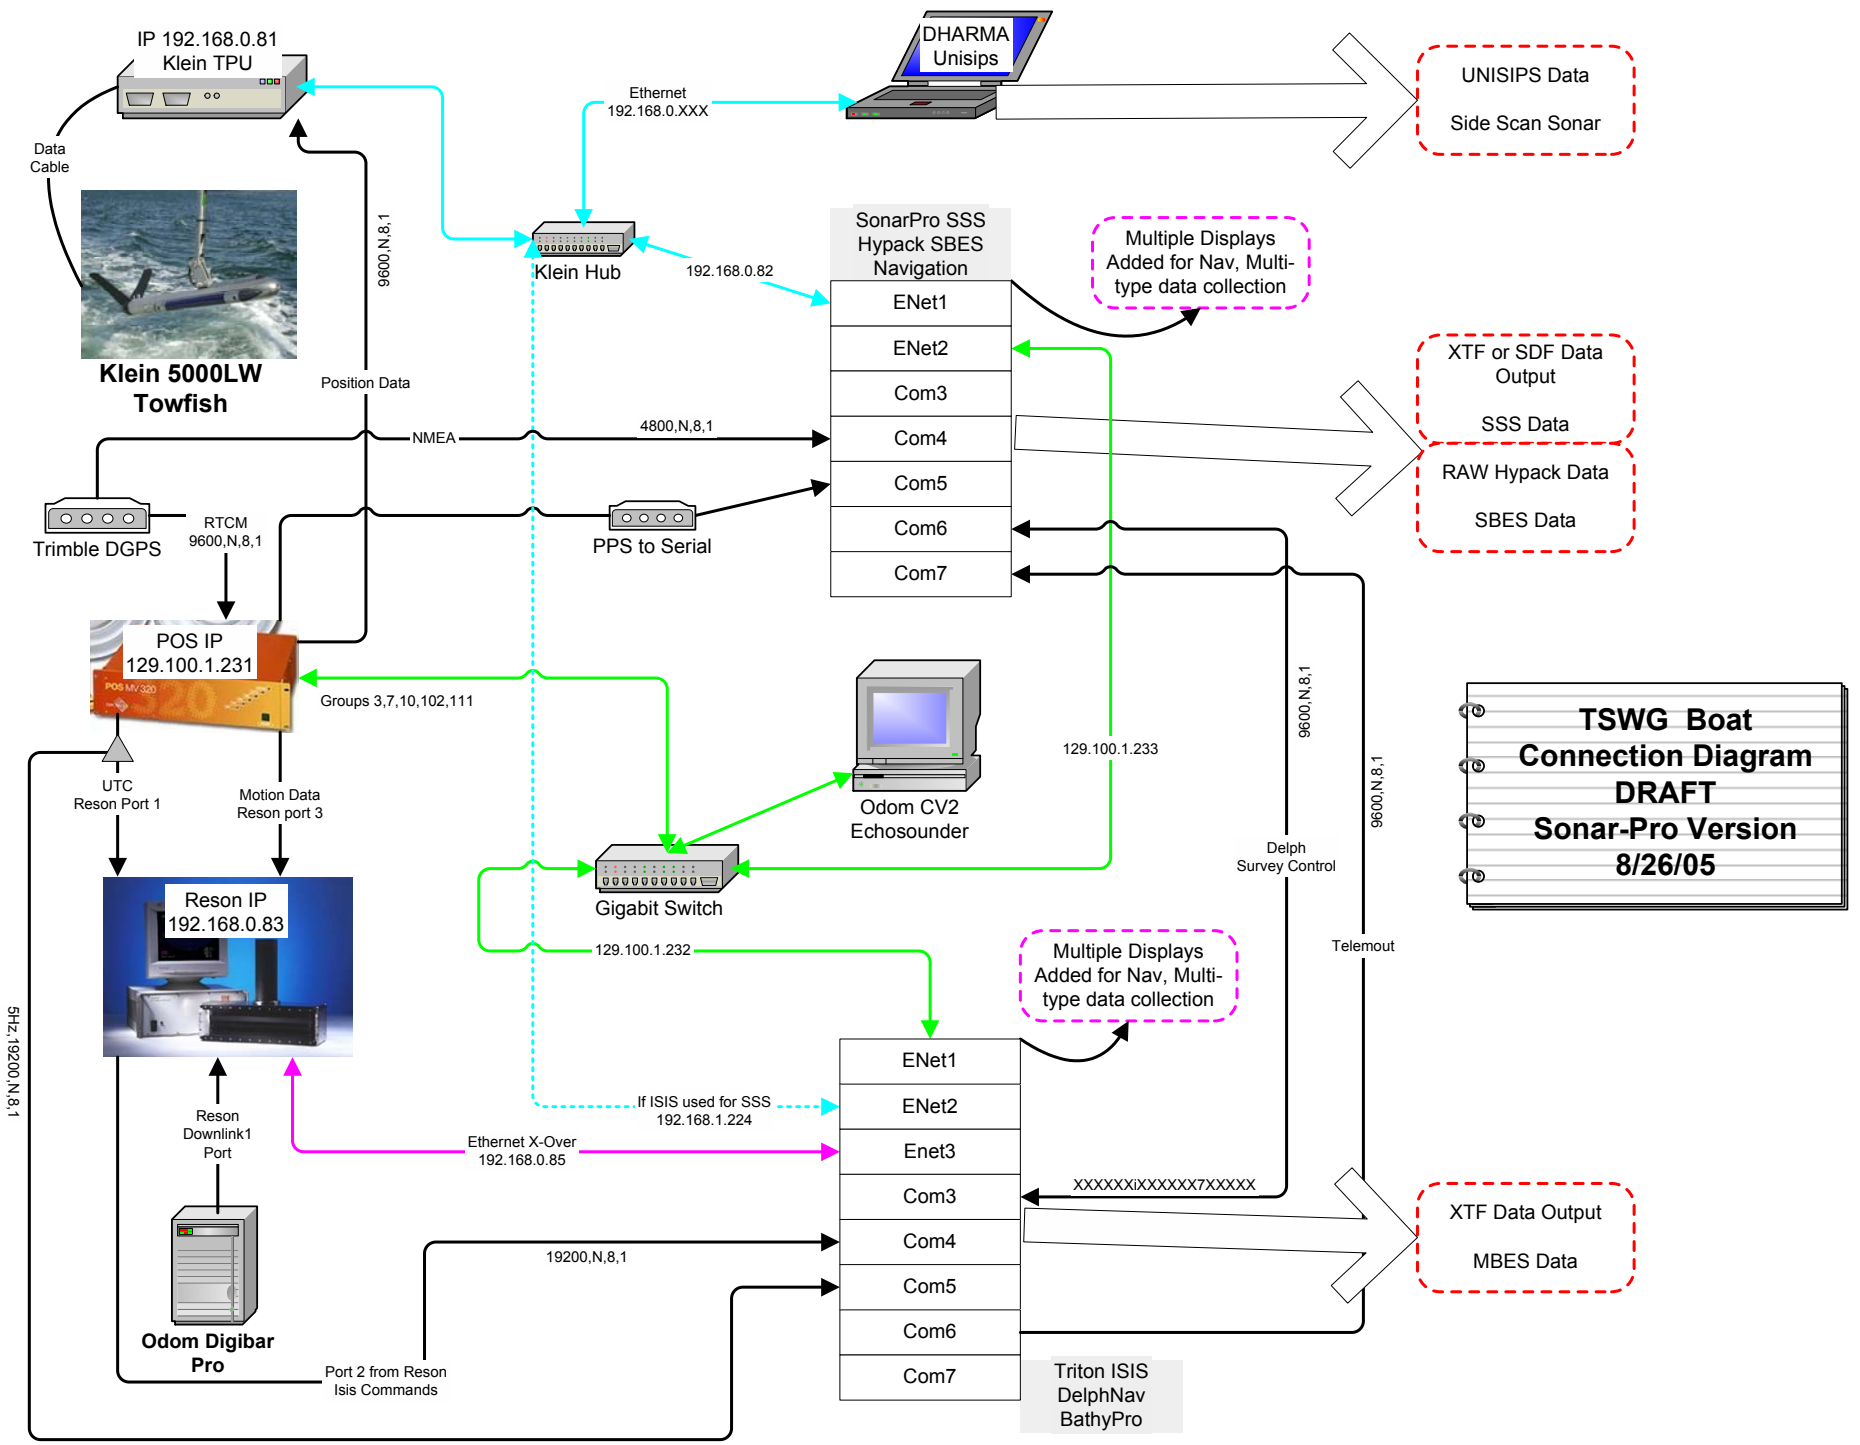 IP 192.168.0.81
Klein TPU
DHARMA
Unisips
UNISIPS Data
Side Scan Sonar
Ethernet
192.168.0.XXX
Data
Cable
9600,N,8,1
Klein Hub
192.168.0.82
SonarPro SSS
Hypack SBES
Navigation
Multiple Displays
Added for Nav, Multi-
type data collection
ENet1
ENet2
Com3
Com4
Com5
Com6
Com7
Klein 5000LW
Towfish
Position Data
XTF or SDF Data
Output
SSS Data
RAW Hypack Data
SBES Data
NMEA
4800,N,8,1
Trimble DGPS
RTCM
9600,N,8,1
PPS to Serial
POS IP
129.100.1.231
POS MV 320
320
Groups 3,7,10,102,111
129.100.1.233
9600,N,8,1
9600,N,8,1
TSWG Boat
Connection Diagram
DRAFT
Sonar-Pro Version
8/26/05
UTC
Reson Port 1
Motion Data
Reson port 3
Odom CV2
Echosounder
Delph
Survey Control
Gigabit Switch
Reson IP
192.168.0.83
129.100.1.232
Telemout
Multiple Displays
Added for Nav, Multi-
type data collection
5Hz,19200,N,8,1
ENet1
ENet2
Enet3
Com3
Com4
Com5
Com6
Com7
If ISIS used for SSS
192.168.1.224
Reson
Downlink1
Port
Ethernet X-Over
192.168.0.85
XXXXXXiXXXXXX7XXXXX
XTF Data Output
MBES Data
19200,N,8,1
Odom Digibar
Pro
Port 2 from Reson
Isis Commands
Triton ISIS
DelphNav
BathyPro